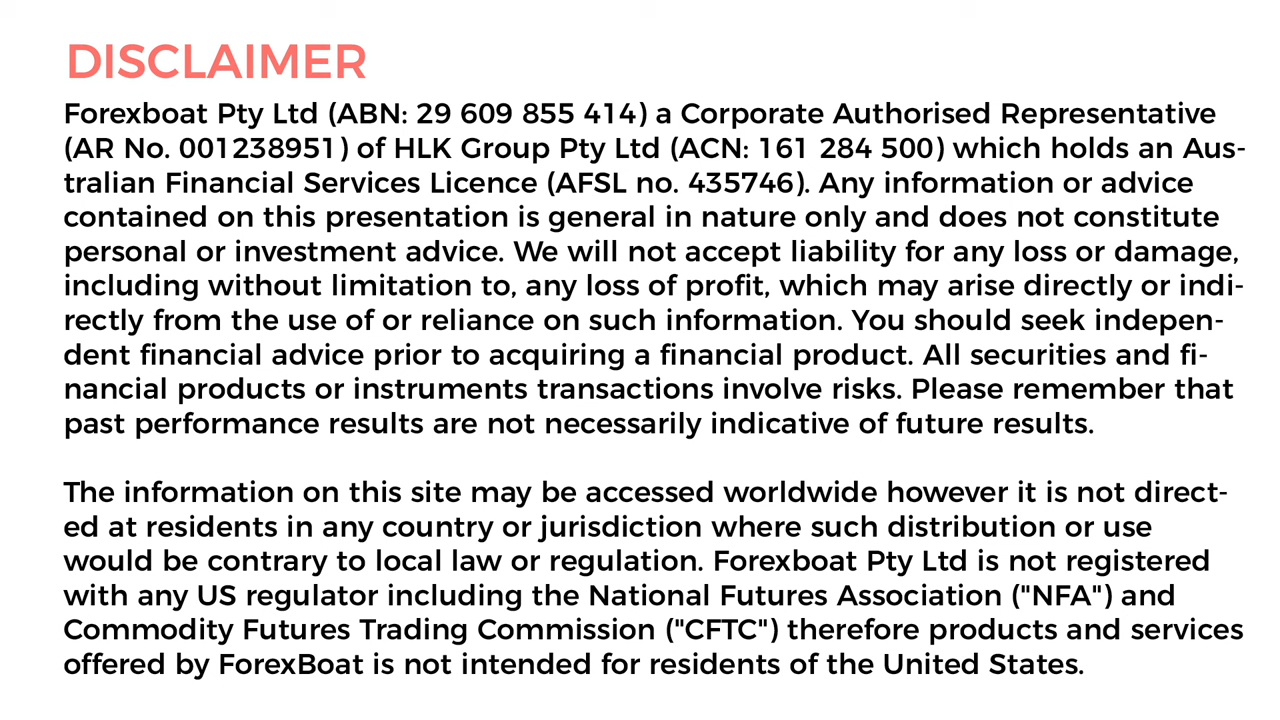 DISCLAIMER
Forexboat Pty Ltd (ABN: 29 609 855 414) a Corporate Authorised Representative
(AR No. 001238951) of HLK Group Pty Ltd (ACN: 161 284 500) which holds an Aus-
tralian Financial Services Licence (AFSL no. 435746). Any information or advice
contained on this presentation is general in nature only and does not constitute
personal or investment advice. We will not accept liability for any loss or damage,
including without limitation to, any loss of profit, which may arise directly or indi-
rectly from the use of or reliance on such information. You should seek indepen-
dent financial advice prior to acquiring a financial product. All securities and fi-
nancial products or instruments transactions involve risks. Please remember that
past performance results are not necessarily indicative of future results.
The information on this site may be accessed worldwide however it is not direct-
ed at residents in any country or jurisdiction where such distribution or use
would be contrary to local law or regulation. Forexboat Pty Ltd is not registered
with any US regulator including the National Futures Association ("NFA") and
Commodity Futures Trading Commission ("CFTC") therefore products and services
offered by ForexBoat is not intended for residents of the United States.